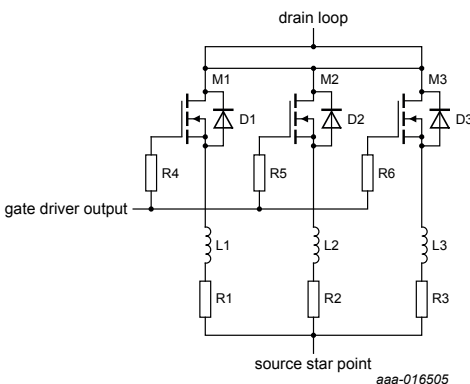 drain loop
M1 M2 M3
D1 D2 D3
R4 R5 R6
gate driver output
L1 L2 L3
R1 R2 R3
source star point
aaa-016505